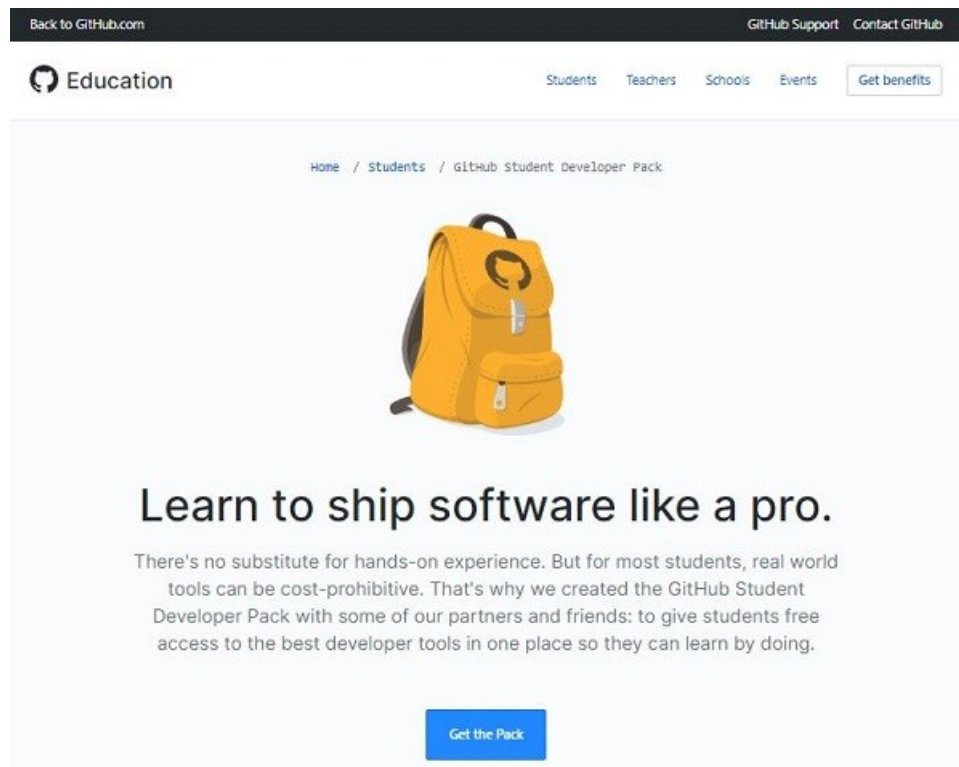 Back to GitHub.com GitHub Support Contact GitHub
Education Students Teachers Schools Events Get benefits
Home / Students / GitHub Student Developer Pack
Learn to ship software like a pro.
There's no substitute for hands-on experience. But for most students, real world
tools can be cost-prohibitive. That's why we created the GitHub Student
Developer Pack with some of our partners and friends: to give students free
access to the best developer tools in one place so they can learn by doing.
Get the Pack